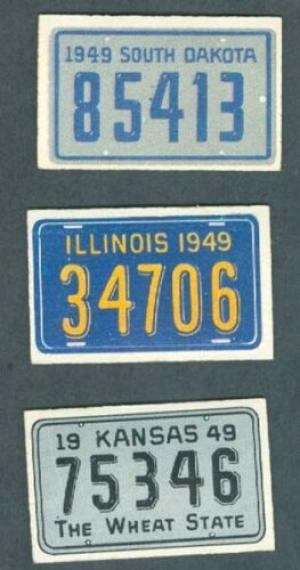 1949 SOUTH DAKOTA
85413
ILLINOIS 1949
34706
19 KANSAS 49
75346
THE WHEAT STATE